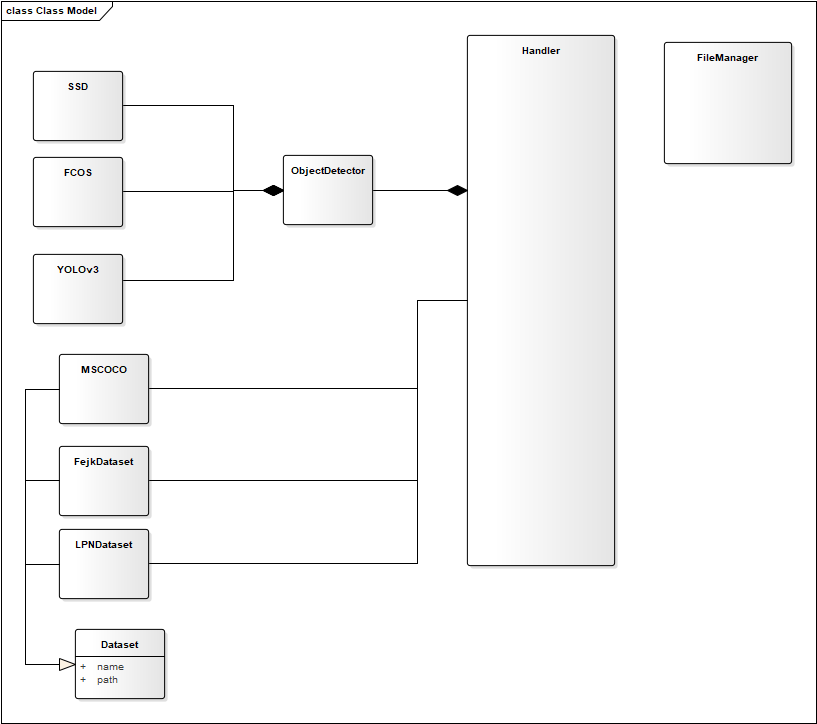 class Class Model
Handler
FileManager
SSD
ObjectDetector
FCOS
YOLOv3
MSCOCO
FejkDataset
LPNDataset
Dataset
+ name
+ path